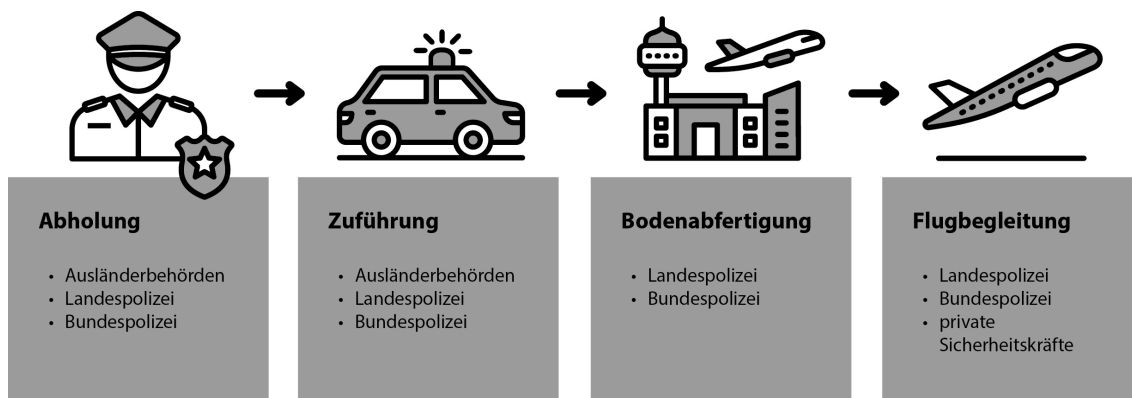 Abholung
• Ausländerbehörden
• Landespolizei
• Bundespolizei
Zuführung
• Ausländerbehörden
• Landespolizei
• Bundespolizei
Bodenabfertigung
• Landespolizei
• Bundespolizei
Flugbegleitung
• Landespolizei
• Bundespolizei
• private
Sicherheitskräfte